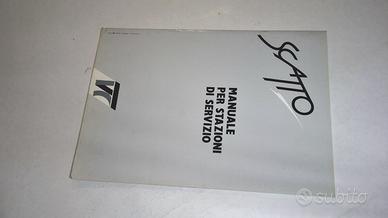 SCATTO
MANUALE
PER STAZIONI
DI SERVIZIO
subito